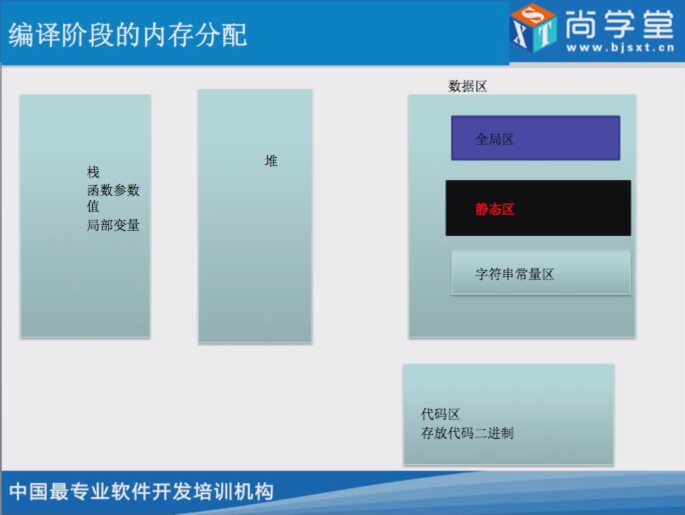 编译阶段的内存分配
SXT
尚学堂
www.bjsxt.cn
栈
函数参数
值
局部变量
堆
数据区
全局区
静态区
字符串常量区
代码区
存放代码二进制
中国最专业软件开发培训机构